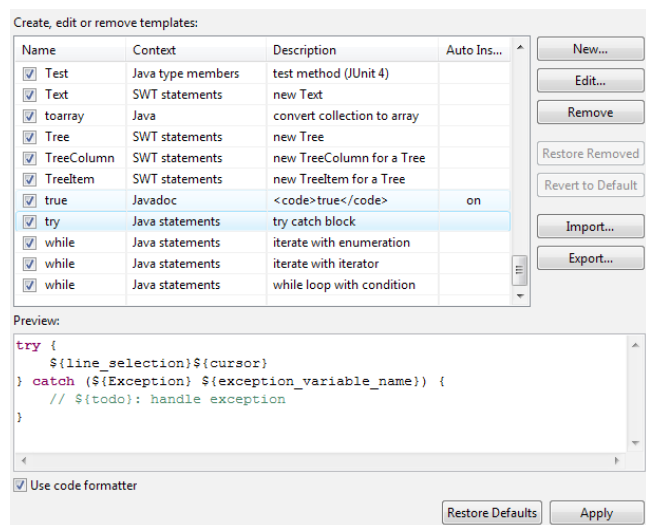 Create, edit or remove templates:
Name Context Description Auto Ins...
Test Java type members test method (JUnit 4)
Text SWT statements new Text
toarray Java convert collection to array
Tree SWT statements new Tree
TreeColumn SWT statements new TreeColumn for a Tree
TreeItem SWT statements new TreeItem for a Tree
true Javadoc <code>true</code> on
try Java statements try catch block
while Java statements iterate with enumeration
while Java statements iterate with iterator
while Java statements while loop with condition
New...
Edit...
Remove
Restore Removed
Revert to Default
Import...
Export...
Preview:
try {
    ${line_selection}${cursor}
} catch (${Exception} ${exception_variable_name}) {
    // ${todo}: handle exception
}
Use code formatter
Restore Defaults Apply